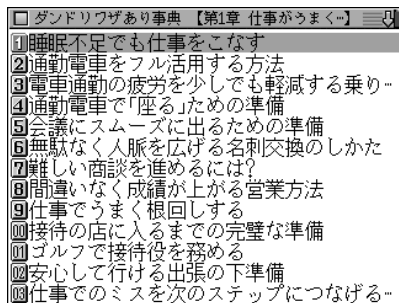 ダンドリワザあり事典 【第1章 仕事がうまく…】
1睡眠不足でも仕事をこなす
2通勤電車をフル活用する方法
3電車通勤の疲労を少しでも軽減する乗り…
4通勤電車で「座る」ための準備
5会議にスムーズに出るための準備
6無駄なく人脈を広げる名刺交換のしかた
7難しい商談を進めるには?
8間違いなく成績が上がる営業方法
9仕事でうまく根回しする
00接待の店に入るまでの完璧な準備
01ゴルフで接待役を務める
02安心して行ける出張の下準備
03仕事でのミスを次のステップにつなげる…